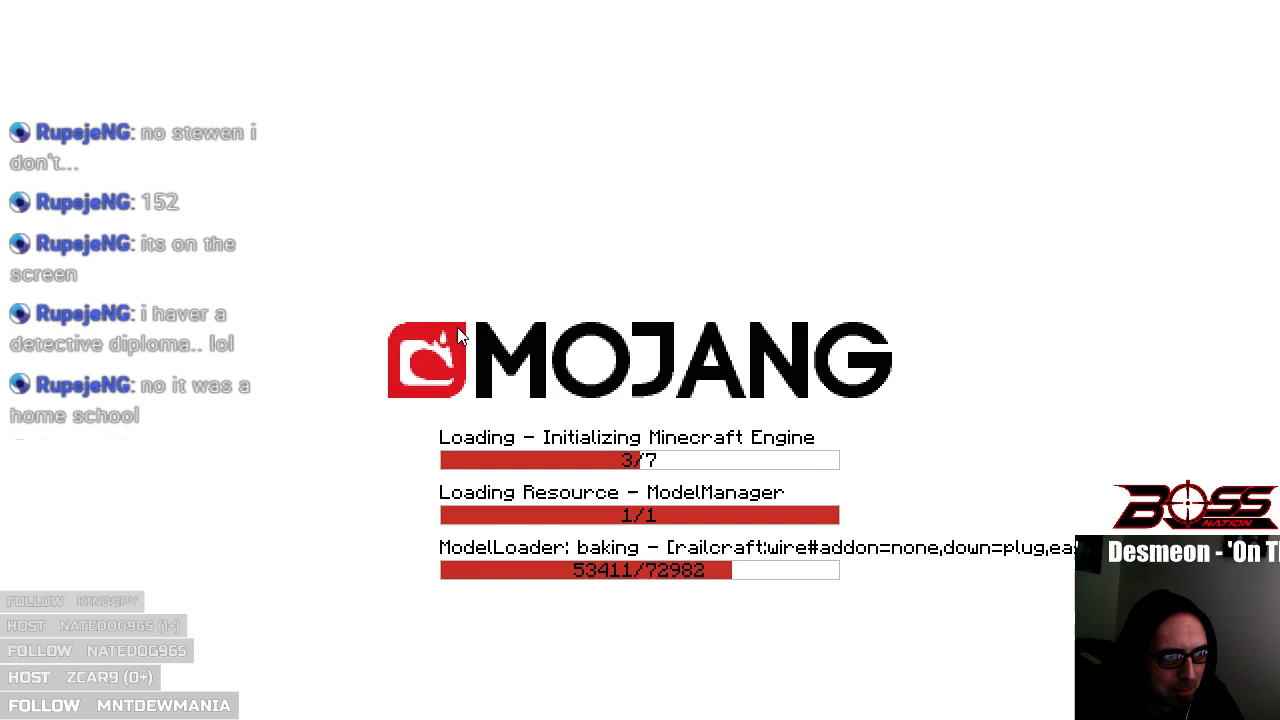 RupejeNG: no stewen i
don't...
RupejeNG: 152
RupejeNG: its on the
screen
RupejeNG: i haver a
detective diploma.. lol
RupejeNG: no it was a
home school
MOJANG
Loading - Initializing Minecraft Engine
3/7
Loading Resource - ModelManager
1/1
ModelLoader: baking - [railcraft:wire#addon=none,down=plug,eas
53411/72982
BOSS
NATION
Desmeon - 'On T
FOLLOW KINGSPY
HOST NATEDOG965 (1+)
FOLLOW NATEDOG965
HOST ZCAR9 (0+)
FOLLOW MNTDEWMANIA